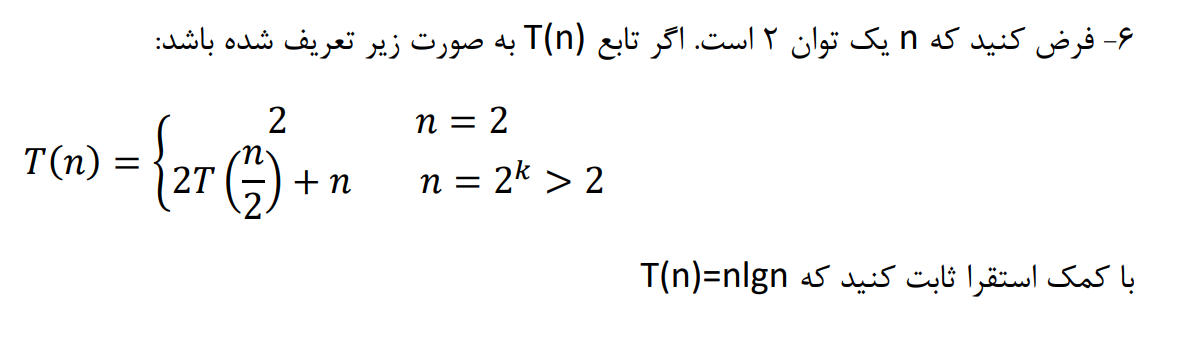 ۶- فرض کنید که n یک توان ۲ است. اگر تابع T(n) به صورت زیر تعریف شده باشد:
T(n) = { 2 n = 2
2T (n/2) + n n = 2^k > 2
با کمک استقرا ثابت کنید که T(n)=nlgn